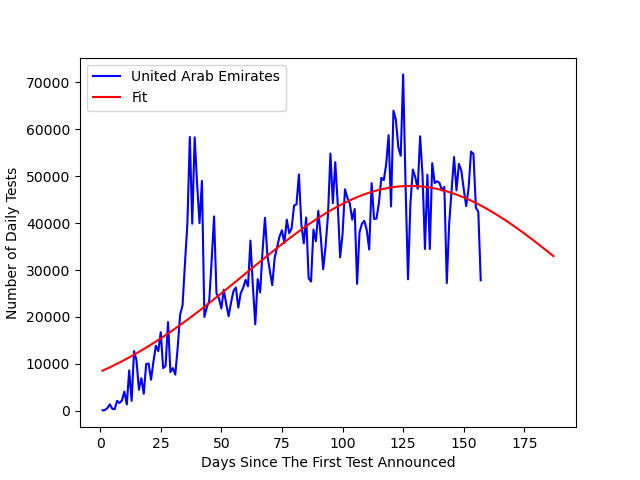 United Arab Emirates
Fit
70000
60000
50000
40000
30000
20000
10000
0
Number of Daily Tests
0 25 50 75 100 125 150 175
Days Since The First Test Announced